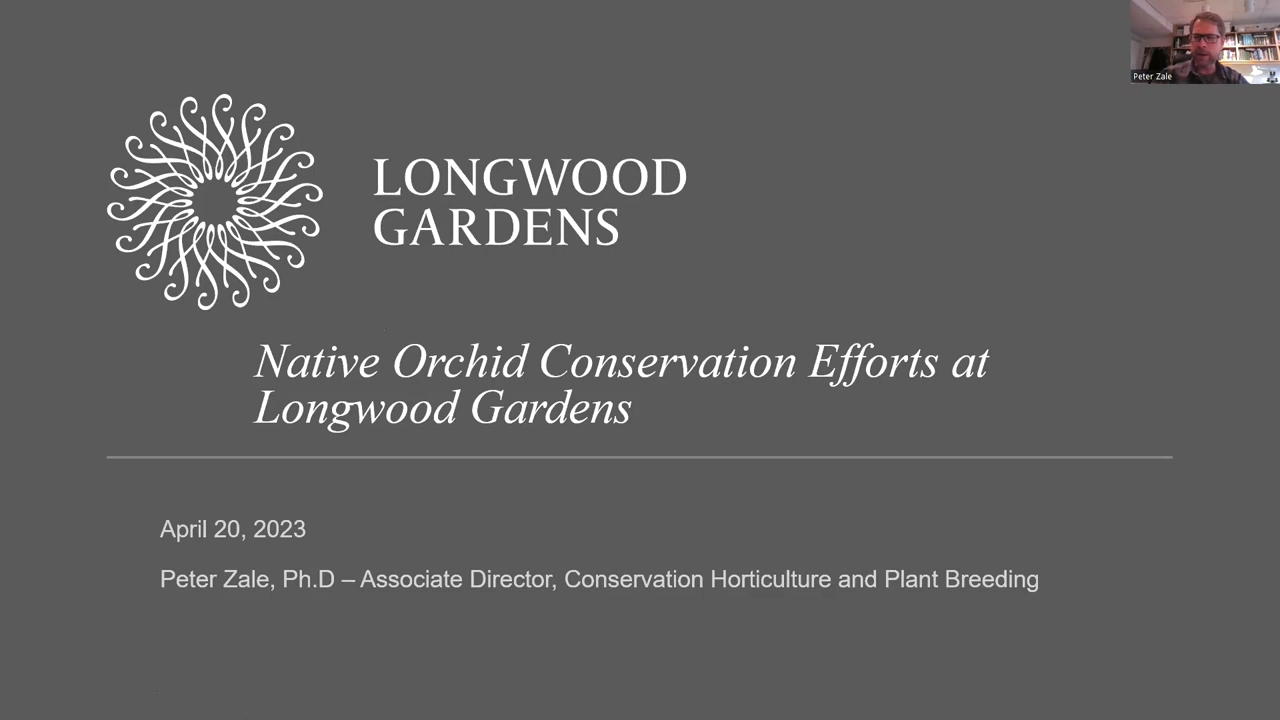 Peter Zale
LONGWOOD
GARDENS
Native Orchid Conservation Efforts at
Longwood Gardens
April 20, 2023
Peter Zale, Ph.D – Associate Director, Conservation Horticulture and Plant Breeding